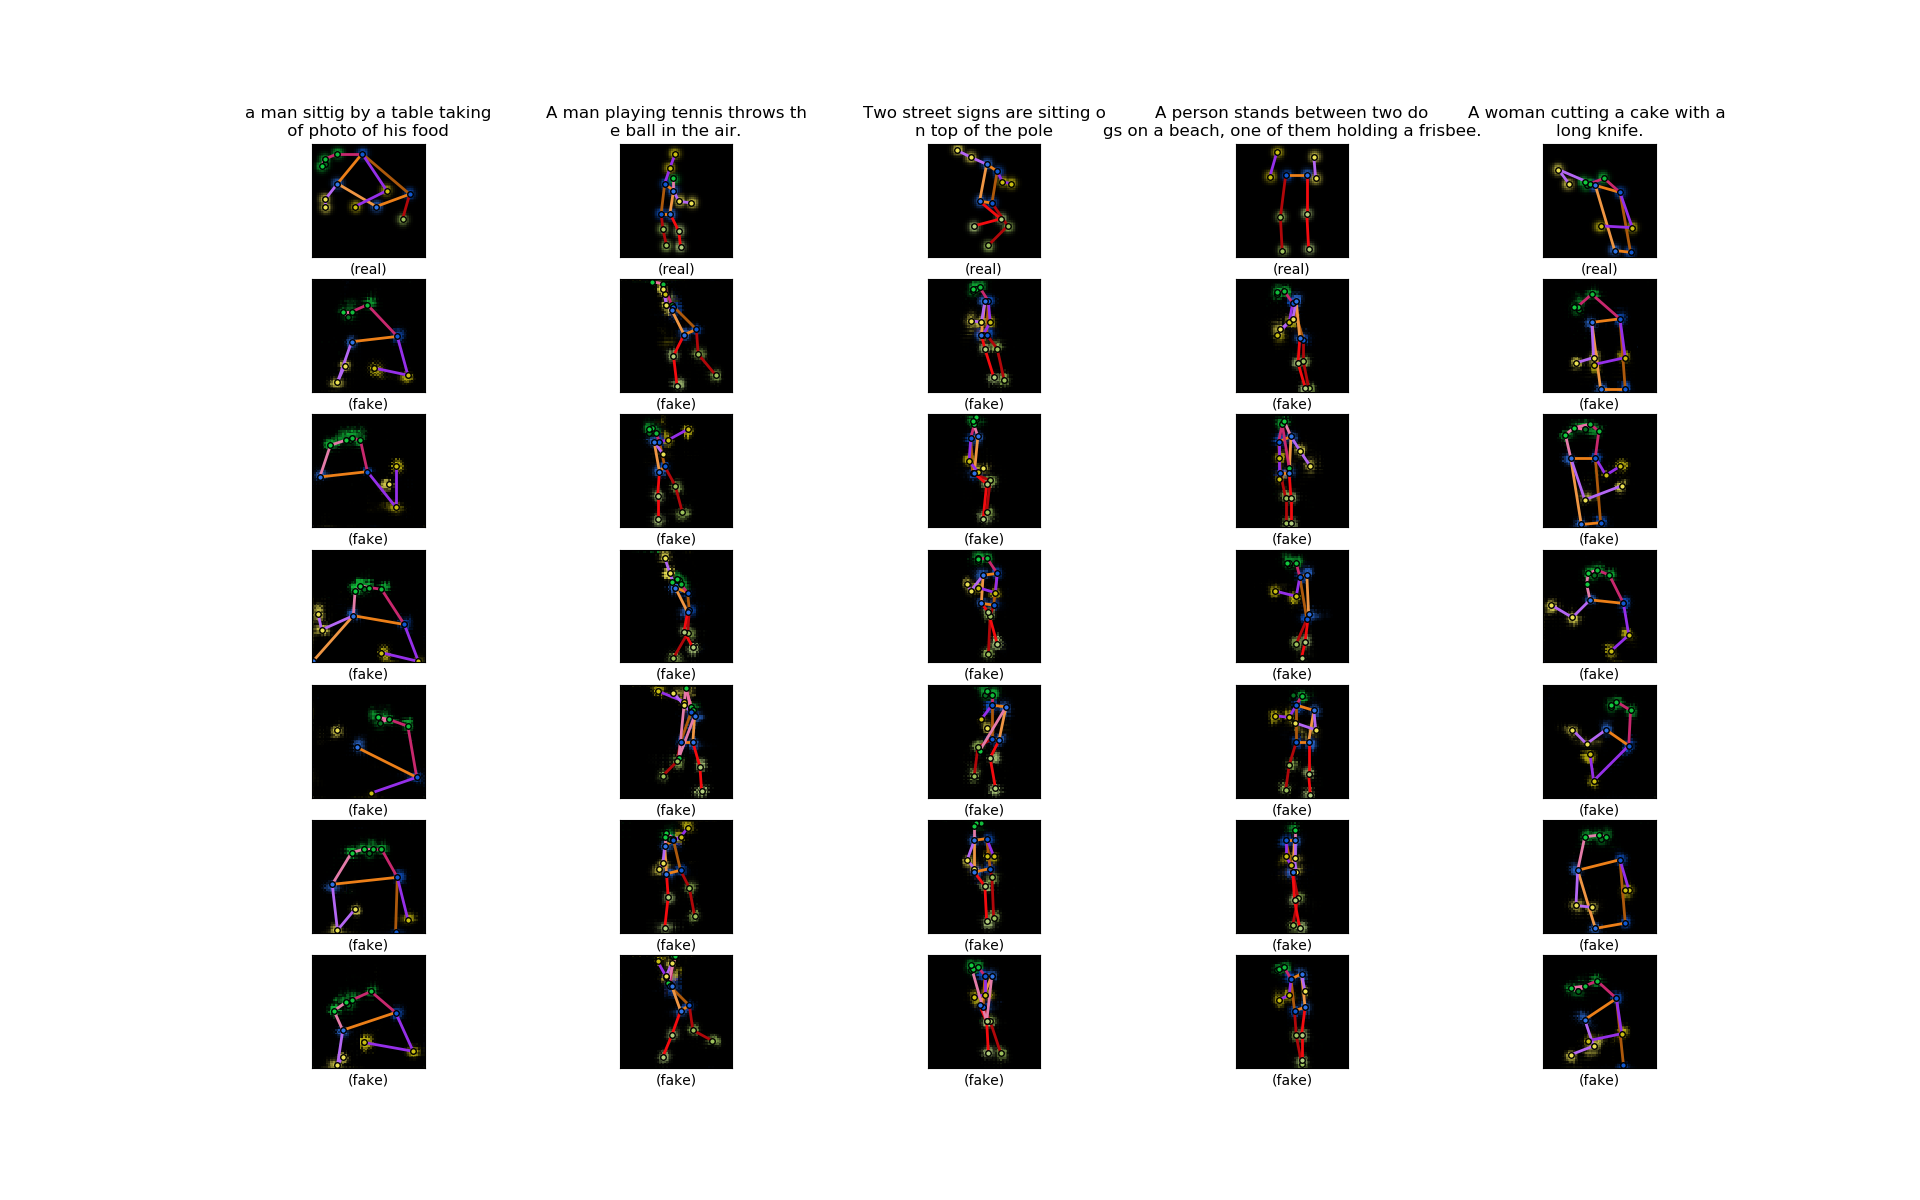 a man sittig by a table taking
of photo of his food
A man playing tennis throws th
e ball in the air.
Two street signs are sitting o
n top of the pole
A person stands between two do
gs on a beach, one of them holding a frisbee.
A woman cutting a cake with a
long knife.
(real) (real) (real) (real) (real)
(fake) (fake) (fake) (fake) (fake)
(fake) (fake) (fake) (fake) (fake)
(fake) (fake) (fake) (fake) (fake)
(fake) (fake) (fake) (fake) (fake)
(fake) (fake) (fake) (fake) (fake)
(fake) (fake) (fake) (fake) (fake)